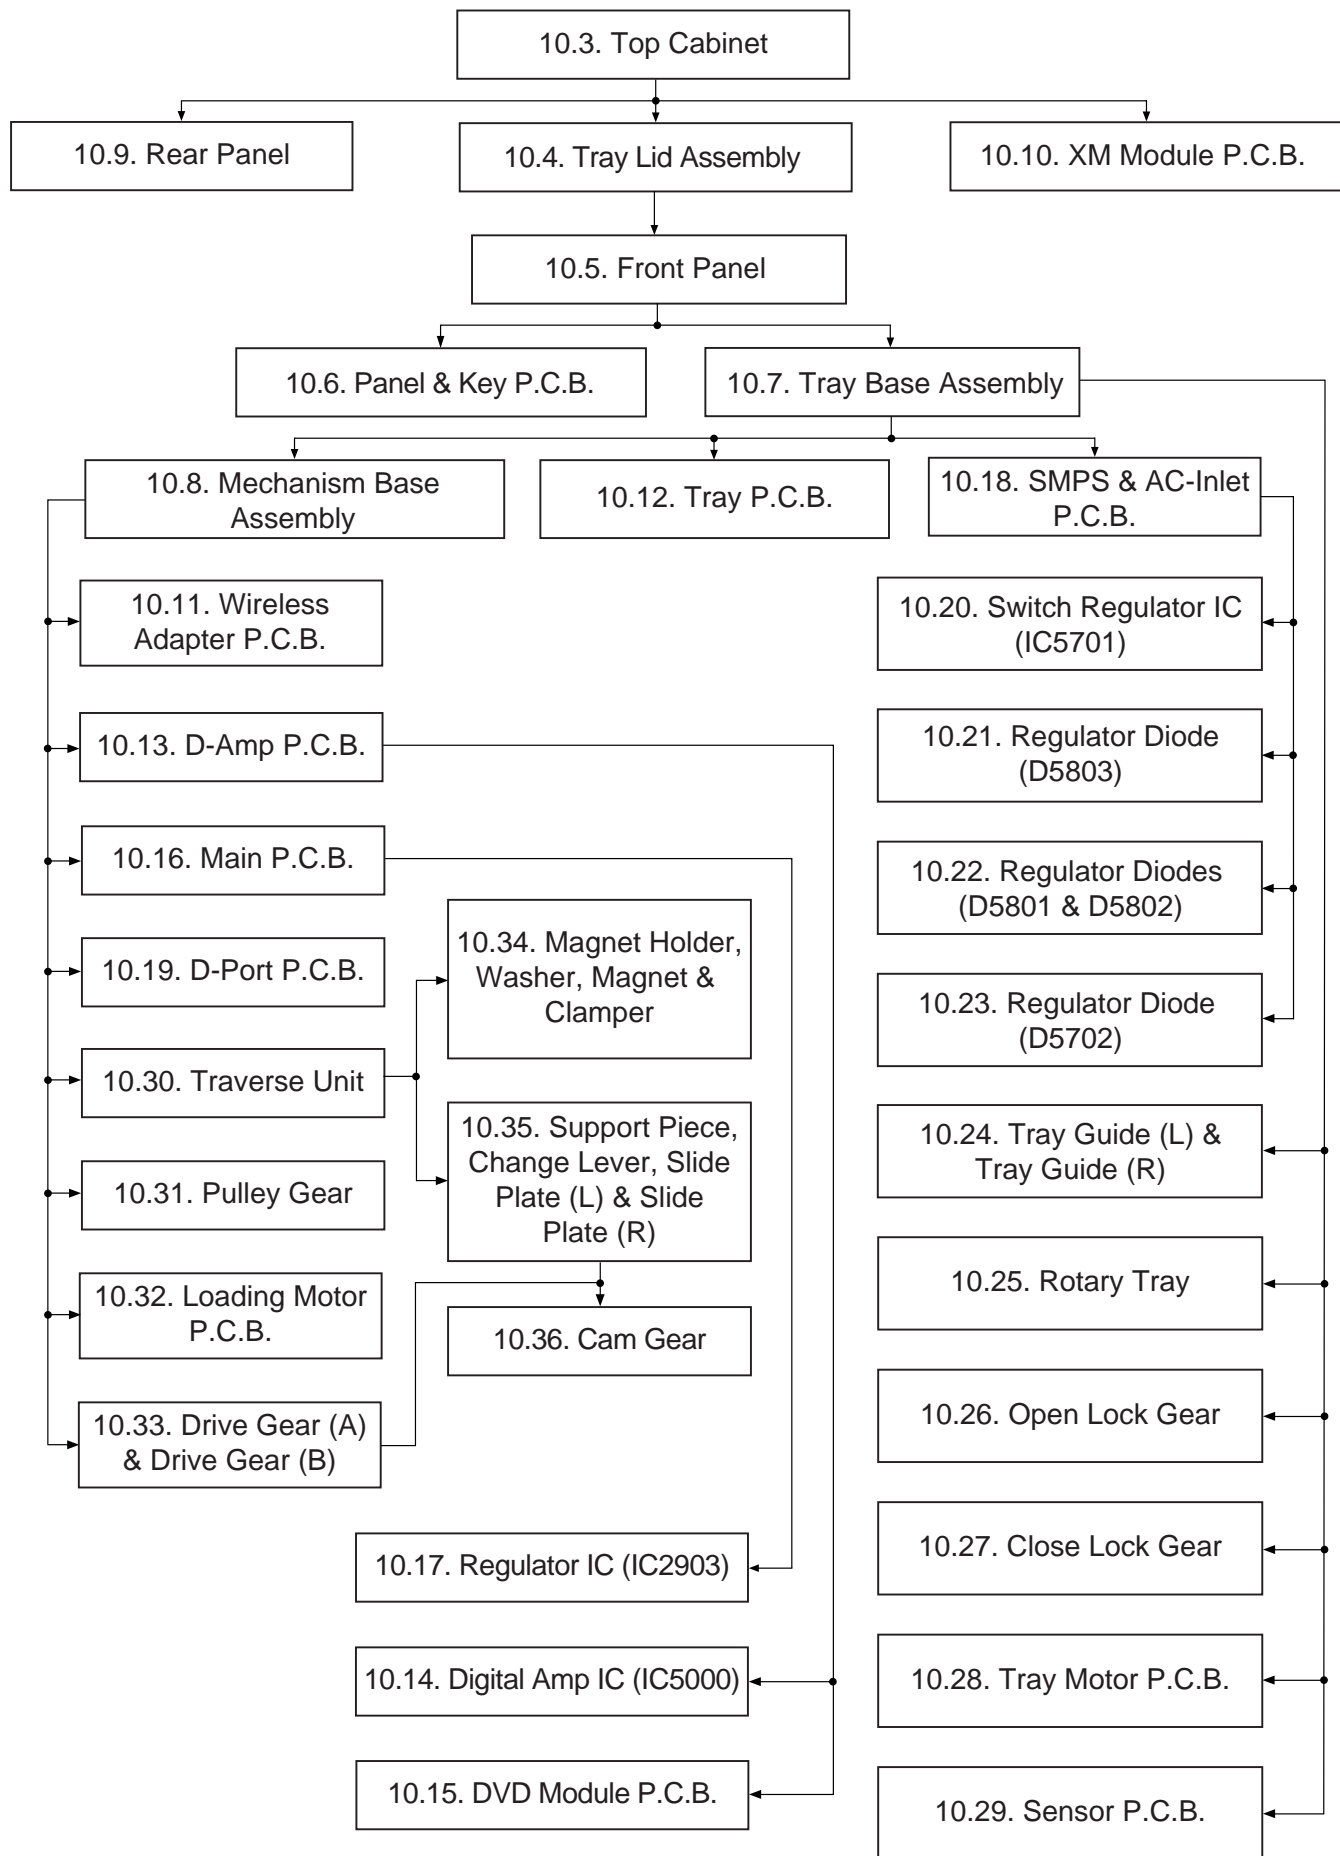 10.3. Top Cabinet
10.9. Rear Panel
10.4. Tray Lid Assembly
10.10. XM Module P.C.B.
10.5. Front Panel
10.6. Panel & Key P.C.B.
10.7. Tray Base Assembly
10.8. Mechanism Base
Assembly
10.12. Tray P.C.B.
10.18. SMPS & AC-Inlet
P.C.B.
10.11. Wireless
Adapter P.C.B.
10.20. Switch Regulator IC
(IC5701)
10.13. D-Amp P.C.B.
10.21. Regulator Diode
(D5803)
10.16. Main P.C.B.
10.22. Regulator Diodes
(D5801 & D5802)
10.34. Magnet Holder,
Washer, Magnet &
Clamper
10.19. D-Port P.C.B.
10.23. Regulator Diode
(D5702)
10.30. Traverse Unit
10.35. Support Piece,
Change Lever, Slide
Plate (L) & Slide
Plate (R)
10.24. Tray Guide (L) &
Tray Guide (R)
10.31. Pulley Gear
10.25. Rotary Tray
10.32. Loading Motor
P.C.B.
10.36. Cam Gear
10.33. Drive Gear (A)
& Drive Gear (B)
10.26. Open Lock Gear
10.17. Regulator IC (IC2903)
10.27. Close Lock Gear
10.14. Digital Amp IC (IC5000)
10.28. Tray Motor P.C.B.
10.15. DVD Module P.C.B.
10.29. Sensor P.C.B.